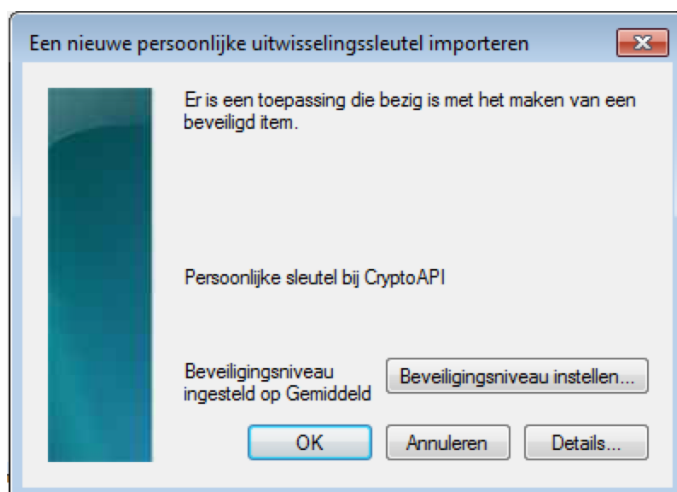 Een nieuwe persoonlijke uitwisselingssleutel importeren
Er is een toepassing die bezig is met het maken van een
beveiligd item.
Persoonlijke sleutel bij CryptoAPI
Beveiligingsniveau
ingesteld op Gemiddeld
Beveiligingsniveau instellen...
OK
Annuleren
Details...